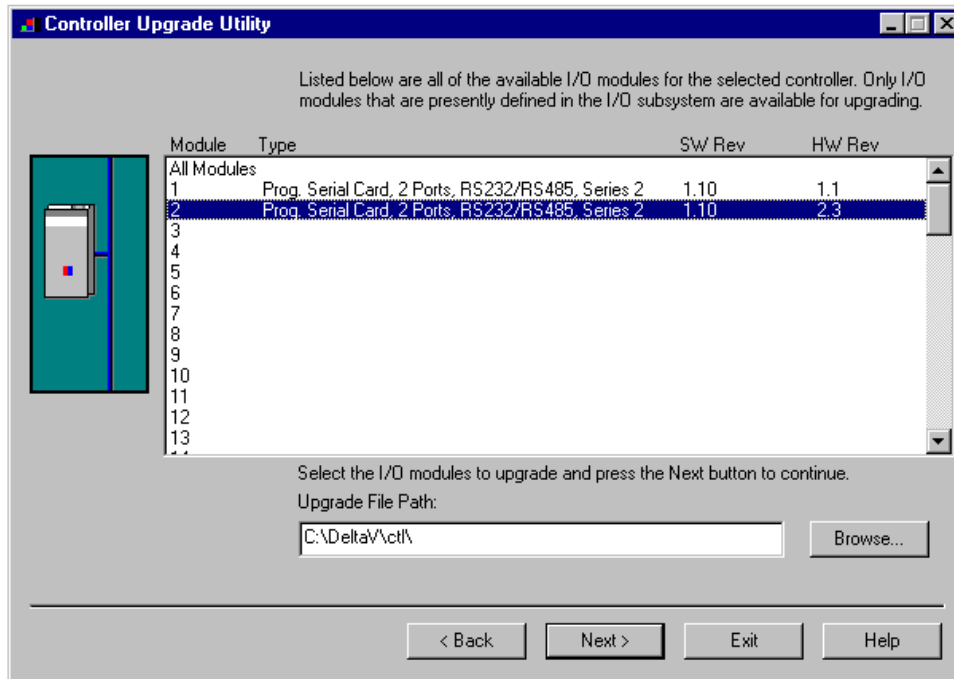 Controller Upgrade Utility
Listed below are all of the available I/O modules for the selected controller. Only I/O
modules that are presently defined in the I/O subsystem are available for upgrading.
Module Type SW Rev HW Rev
All Modules
1 Prog. Serial Card, 2 Ports, RS232/RS485, Series 2 1.10 1.1
2 Prog. Serial Card, 2 Ports, RS232/RS485, Series 2 1.10 2.3
3
4
5
6
7
8
9
10
11
12
13
Select the I/O modules to upgrade and press the Next button to continue.
Upgrade File Path:
C:\DeltaV\ctl\
Browse...
< Back Next > Exit Help